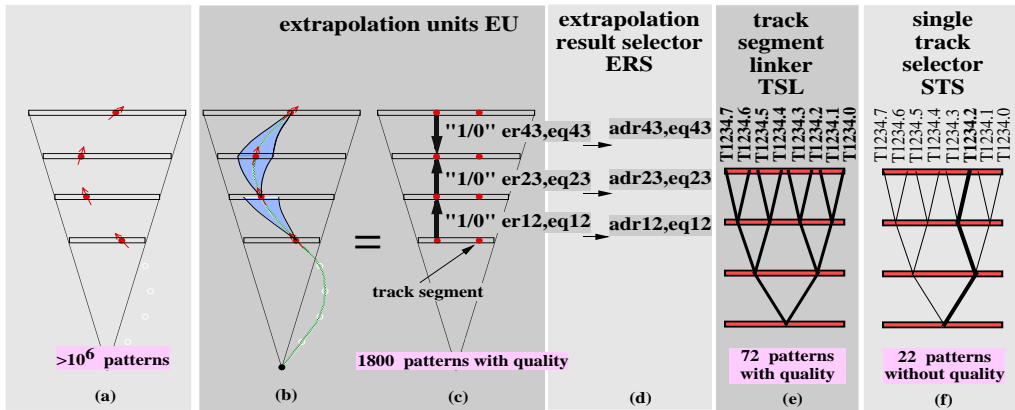 extrapolation units EU
extrapolation
result selector
ERS
track
segment
linker
TSL
single
track
selector
STS
T1234.7
T1234.6
T1234.5
T1234.4
T1234.3
T1234.2
T1234.1
T1234.0
T1234.7
T1234.6
T1234.5
T1234.4
T1234.3
T1234.2
T1234.1
T1234.0
"1/0" er43,eq43
adr43,eq43
"1/0" er23,eq23
adr23,eq23
"1/0" er12,eq12
adr12,eq12
=
track segment
>10^6 patterns
1800 patterns with quality
72 patterns
with quality
22 patterns
without quality
(a)
(b)
(c)
(d)
(e)
(f)